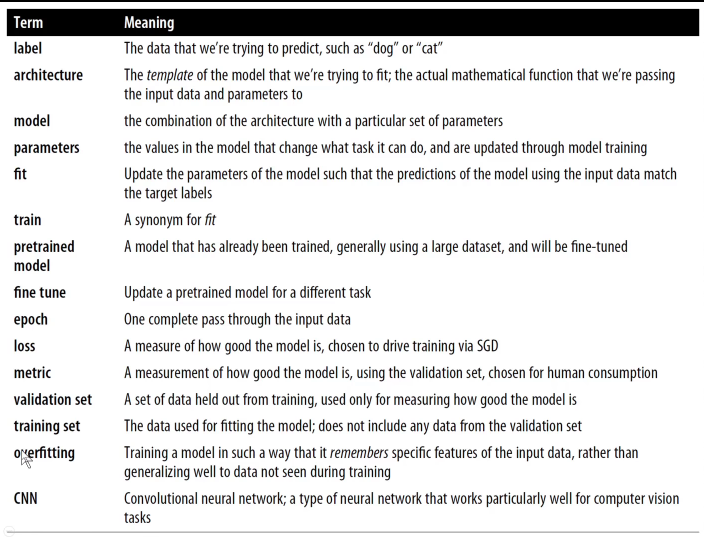 Term Meaning
label The data that we're trying to predict, such as “dog” or “cat”
architecture The template of the model that we're trying to fit; the actual mathematical function that we're passing
the input data and parameters to
model the combination of the architecture with a particular set of parameters
parameters the values in the model that change what task it can do, and are updated through model training
fit Update the parameters of the model such that the predictions of the model using the input data match
the target labels
train A synonym for fit
pretrained A model that has already been trained, generally using a large dataset, and will be fine-tuned
model
fine tune Update a pretrained model for a different task
epoch One complete pass through the input data
loss A measure of how good the model is, chosen to drive training via SGD
metric A measurement of how good the model is, using the validation set, chosen for human consumption
validation set A set of data held out from training, used only for measuring how good the model is
training set The data used for fitting the model; does not include any data from the validation set
overfitting Training a model in such a way that it remembers specific features of the input data, rather than
generalizing well to data not seen during training
CNN Convolutional neural network; a type of neural network that works particularly well for computer vision
tasks